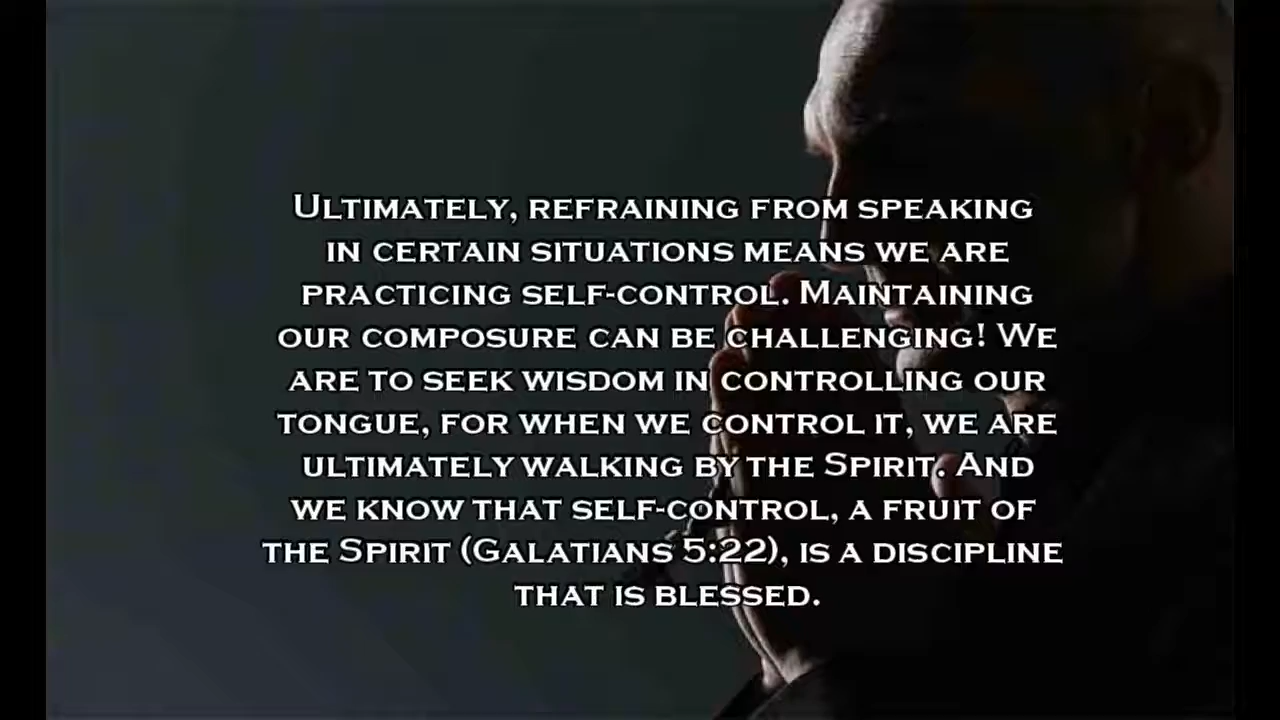 Ultimately, refraining from speaking
in certain situations means we are
practicing self-control. Maintaining
our composure can be challenging! We
are to seek wisdom in controlling our
tongue, for when we control it, we are
ultimately walking by the Spirit. And
we know that self-control, a fruit of
the Spirit (Galatians 5:22), is a discipline
that is blessed.